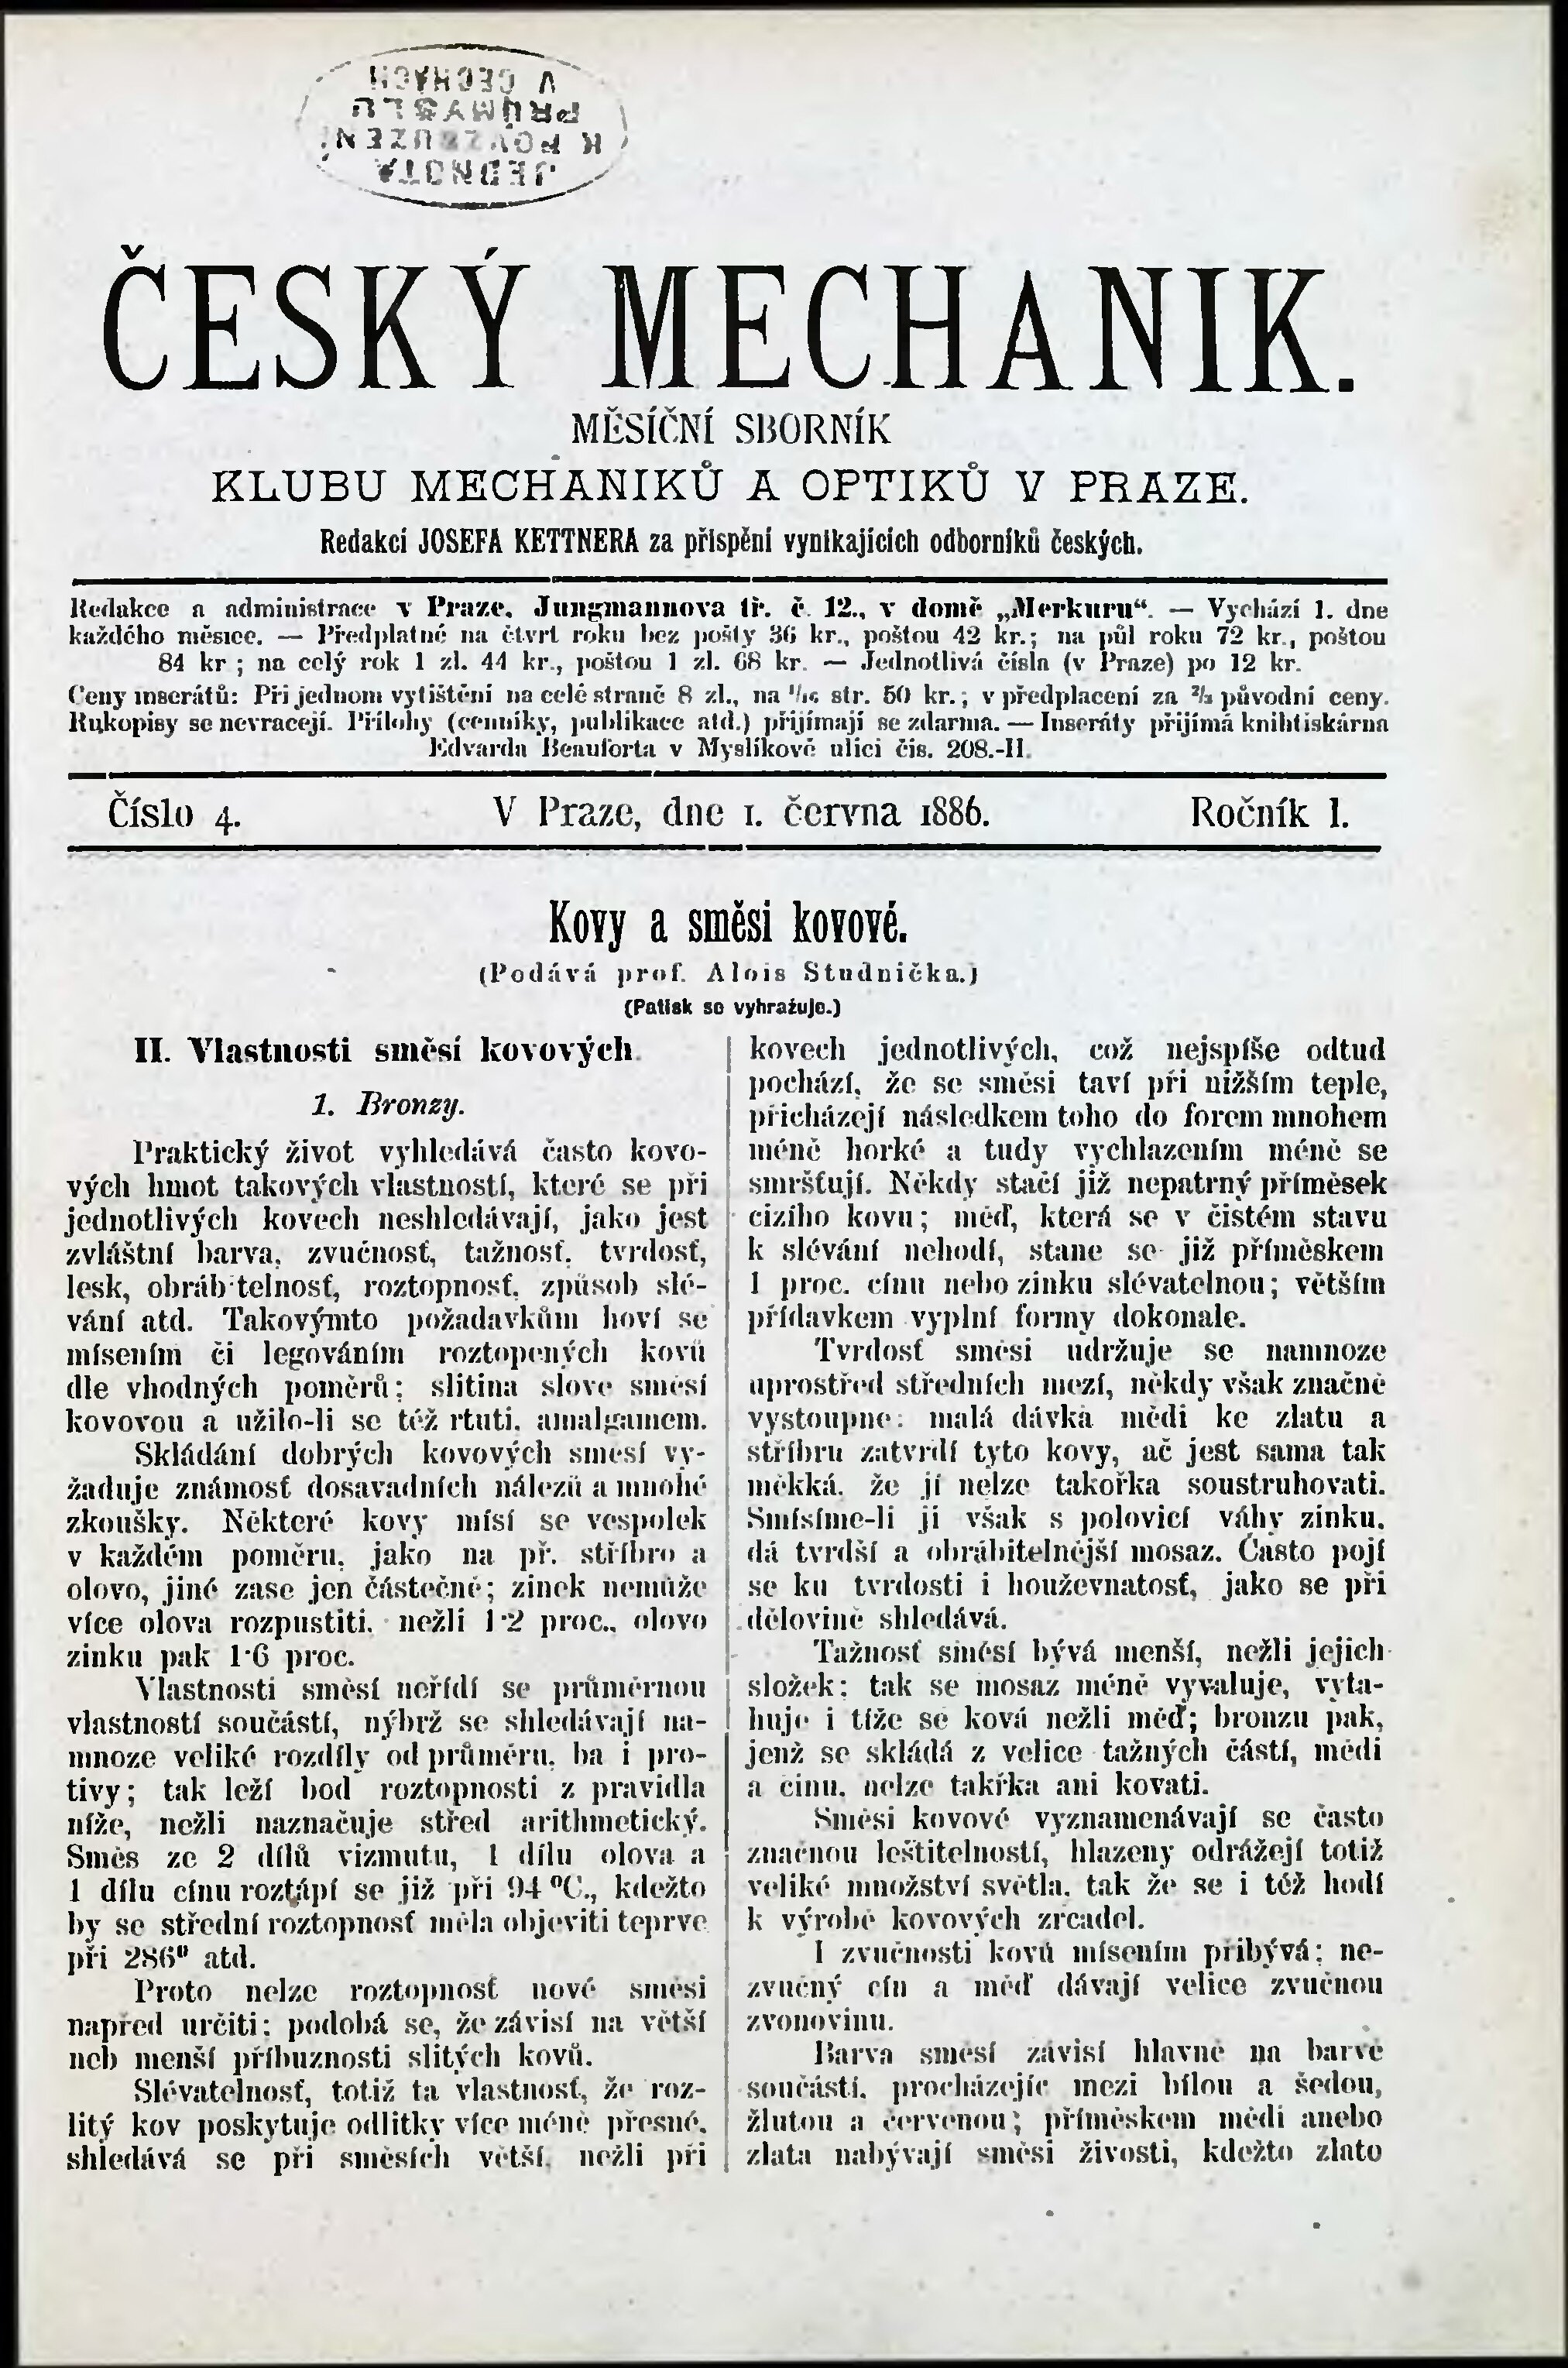 JEDNOTA
K POVZBUZENÍ
PRŮMYSLU
V ČECHÁCH
ČESKÝ MECHANIK.
MĚSÍČNÍ SBORNÍK
KLUBU MECHANIKŮ A OPTIKŮ V PRAZE.
Redakcí JOSEFA KETTNERA za přispění vynikajících odborníků českých.
Redakce a administrace v Praze, Jungmannova tř. č. 12., v domě „Merkuru“. — Vychází 1. dne
každého měsíce. — Předplatné na čtvrt roku bez pošty 36 kr., poštou 42 kr.; na půl roku 72 kr., poštou
84 kr ; na celý rok 1 zl. 44 kr., poštou 1 zl. 68 kr. — Jednotlivá čísla (v Praze) po 12 kr.
Ceny inserátů: Při jednom vytištění na celé straně 8 zl., na ¹/₁₆ str. 50 kr.; v předplacení za ²/₃ původní ceny.
Rukopisy se nevracejí. Přílohy (cenníky, publikace atd.) přijímají se zdarma. — Inseráty přijímá knihtiskárna
Edvarda Beauforta v Myslíkově ulici čís. 208.-II.
Číslo 4. V Praze, dne 1. června 1886. Ročník I.
Kovy a směsi kovové.
(Podává prof. Alois Studnička.)
(Patisk se vyhražuje.)
II. Vlastnosti směsí kovových.
1. Bronzy.
Praktický život vyhledává často kovo-
vých hmot takových vlastností, které se při
jednotlivých kovech neshledávají, jako jest
zvláštní barva, zvučnosť, tažnosť, tvrdosť,
lesk, obrábitelnosť, roztopnosť, způsob slé-
vání atd. Takovýmto požadavkům hoví se
mísením či legováním roztopených kovů
dle vhodných poměrů; slitina slove směsí
kovovou a užilo-li se též rtuti, amalgamem.
Skládání dobrých kovových směsí vy-
žaduje známosť dosavadních nálezů a mnohé
zkoušky. Některé kovy mísí se vespolek
v každém poměru, jako na př. stříbro a
olovo, jiné zase jen částečně; zinek nemůže
více olova rozpustiti, nežli 1·2 proc., olovo
zinku pak 1·6 proc.
Vlastnosti směsí neřídí se průměrnou
vlastností součástí, nýbrž se shledávají na-
mnoze veliké rozdíly od průměru, ba i pro-
tivy; tak leží bod roztopnosti z pravidla
níže, nežli naznačuje střed arithmetický.
Směs ze 2 dílů vizmutu, 1 dílu olova a
1 dílu cínu roztápí se již při 94 ⁰C., kdežto
by se střední roztopnosť měla objeviti teprve
při 286⁰ atd.
Proto nelze roztopnosť nové směsi
napřed určiti; podobá se, že závisí na větší
neb menší příbuznosti slitých kovů.
Slévatelnosť, totiž ta vlastnosť, že roz-
litý kov poskytuje odlitky více méně přesné,
shledává se při směsích větší, nežli při
kovech jednotlivých, což nejspíše odtud
pochází, že se směsi taví při nižším teple,
přicházejí následkem toho do forem mnohem
méně horké a tudy vychlazením méně se
smršťují. Někdy stačí již nepatrný příměsek
cizího kovu; měď, která se v čistém stavu
k slévání nehodí, stane se již příměskem
1 proc. cínu nebo zinku slévatelnou; větším
přídavkem vyplní formy dokonale.
Tvrdosť směsi udržuje se namnoze
uprostřed středních mezí, někdy však značně
vystoupne: malá dávka mědi ke zlatu a
stříbru zatvrdí tyto kovy, ač jest sama tak
měkká, že jí nelze takořka soustruhovati.
Smísíme-li ji však s polovicí váhy zinku,
dá tvrdší a obrábitelnější mosaz. Často pojí
se ku tvrdosti i houževnatosť, jako se při
dělovině shledává.
Tažnosť směsí bývá menší, nežli jejich
složek; tak se mosaz méně vyvaluje, vyta-
huje i tíže se ková nežli měď; bronzu pak,
jenž se skládá z velice tažných částí, mědi
a cínu, nelze takřka ani kovati.
Směsi kovové vyznamenávají se často
značnou leštitelností, hlazeny odrážejí totiž
veliké množství světla, tak že se i též hodí
k výrobě kovových zrcadel.
I zvučnosti kovů mísením přibývá; ne-
zvučný cín a měď dávají velice zvučnou
zvonovinu.
Barva směsí závisí hlavně na barvě
součástí, procházejíc mezi bílou a šedou,
žlutou a červenou; příměskem mědi anebo
zlata nabývají směsi živosti, kdežto zlato